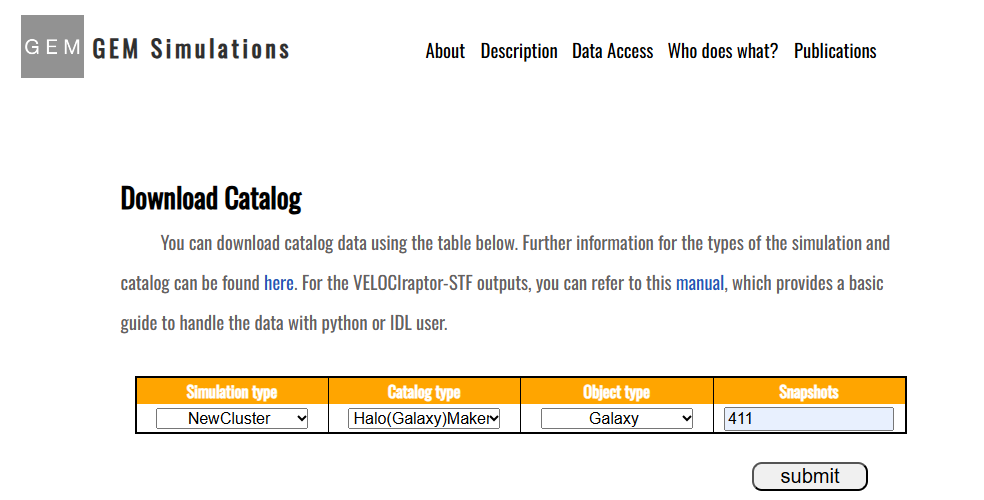 GEM GEM Simulations About Description Data Access Who does what? Publications
Download Catalog
You can download catalog data using the table below. Further information for the types of the simulation and
catalog can be found here. For the VELOCIraptor-STF outputs, you can refer to this manual, which provides a basic
guide to handle the data with python or IDL user.
Simulation type Catalog type Object type Snapshots
NewCluster Halo(Galaxy)Maker Galaxy 411
submit